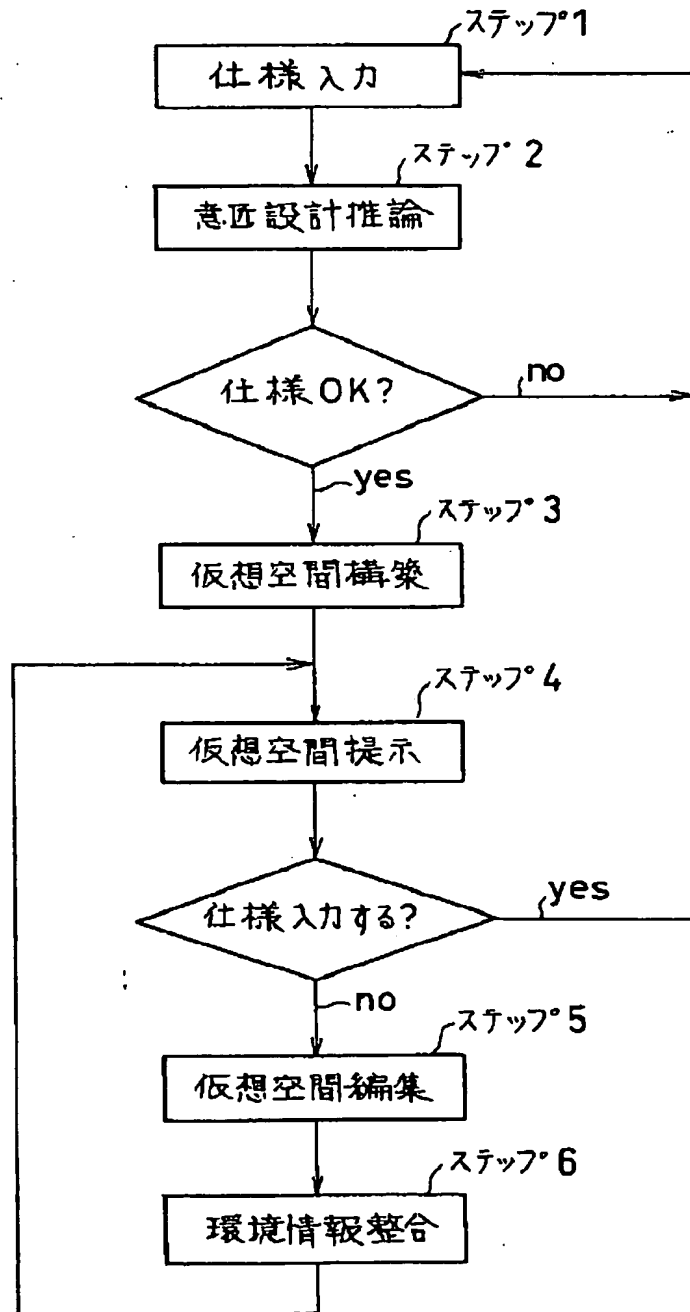 ステップ1
仕様入力
ステップ2
意匠設計推論
仕様OK?
no
yes
ステップ3
仮想空間構築
ステップ4
仮想空間提示
仕様入力する?
yes
no
ステップ5
仮想空間編集
ステップ6
環境情報整合